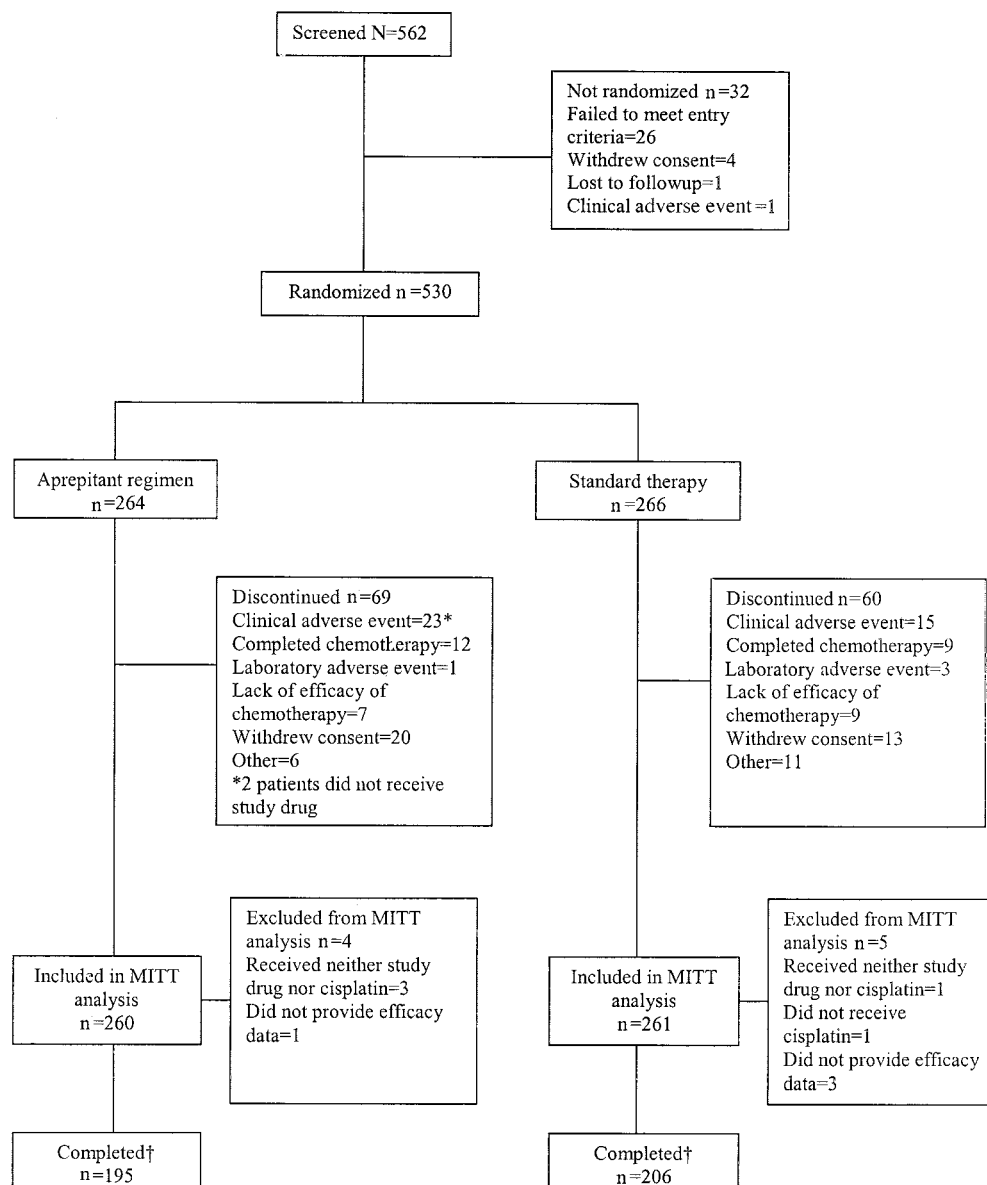 Screened N=562
Not randomized n=32
Failed to meet entry
criteria=26
Withdrew consent=4
Lost to followup=1
Clinical adverse event =1
Randomized n =530
Aprepitant regimen
n=264
Standard therapy
n=266
Discontinued n=69
Clinical adverse event=23*
Completed chemotherapy=12
Laboratory adverse event=1
Lack of efficacy of
chemotherapy=7
Withdrew consent=20
Other=6
*2 patients did not receive
study drug
Discontinued n=60
Clinical adverse event=15
Completed chemotherapy=9
Laboratory adverse event=3
Lack of efficacy of
chemotherapy=9
Withdrew consent=13
Other=11
Included in MITT
analysis
n=260
Excluded from MITT
analysis n=4
Received neither study
drug nor cisplatin=3
Did not provide efficacy
data=1
Included in MITT
analysis
n=261
Excluded from MITT
analysis n=5
Received neither study
drug nor cisplatin=1
Did not receive
cisplatin=1
Did not provide efficacy
data=3
Completed†
n=195
Completed†
n=206